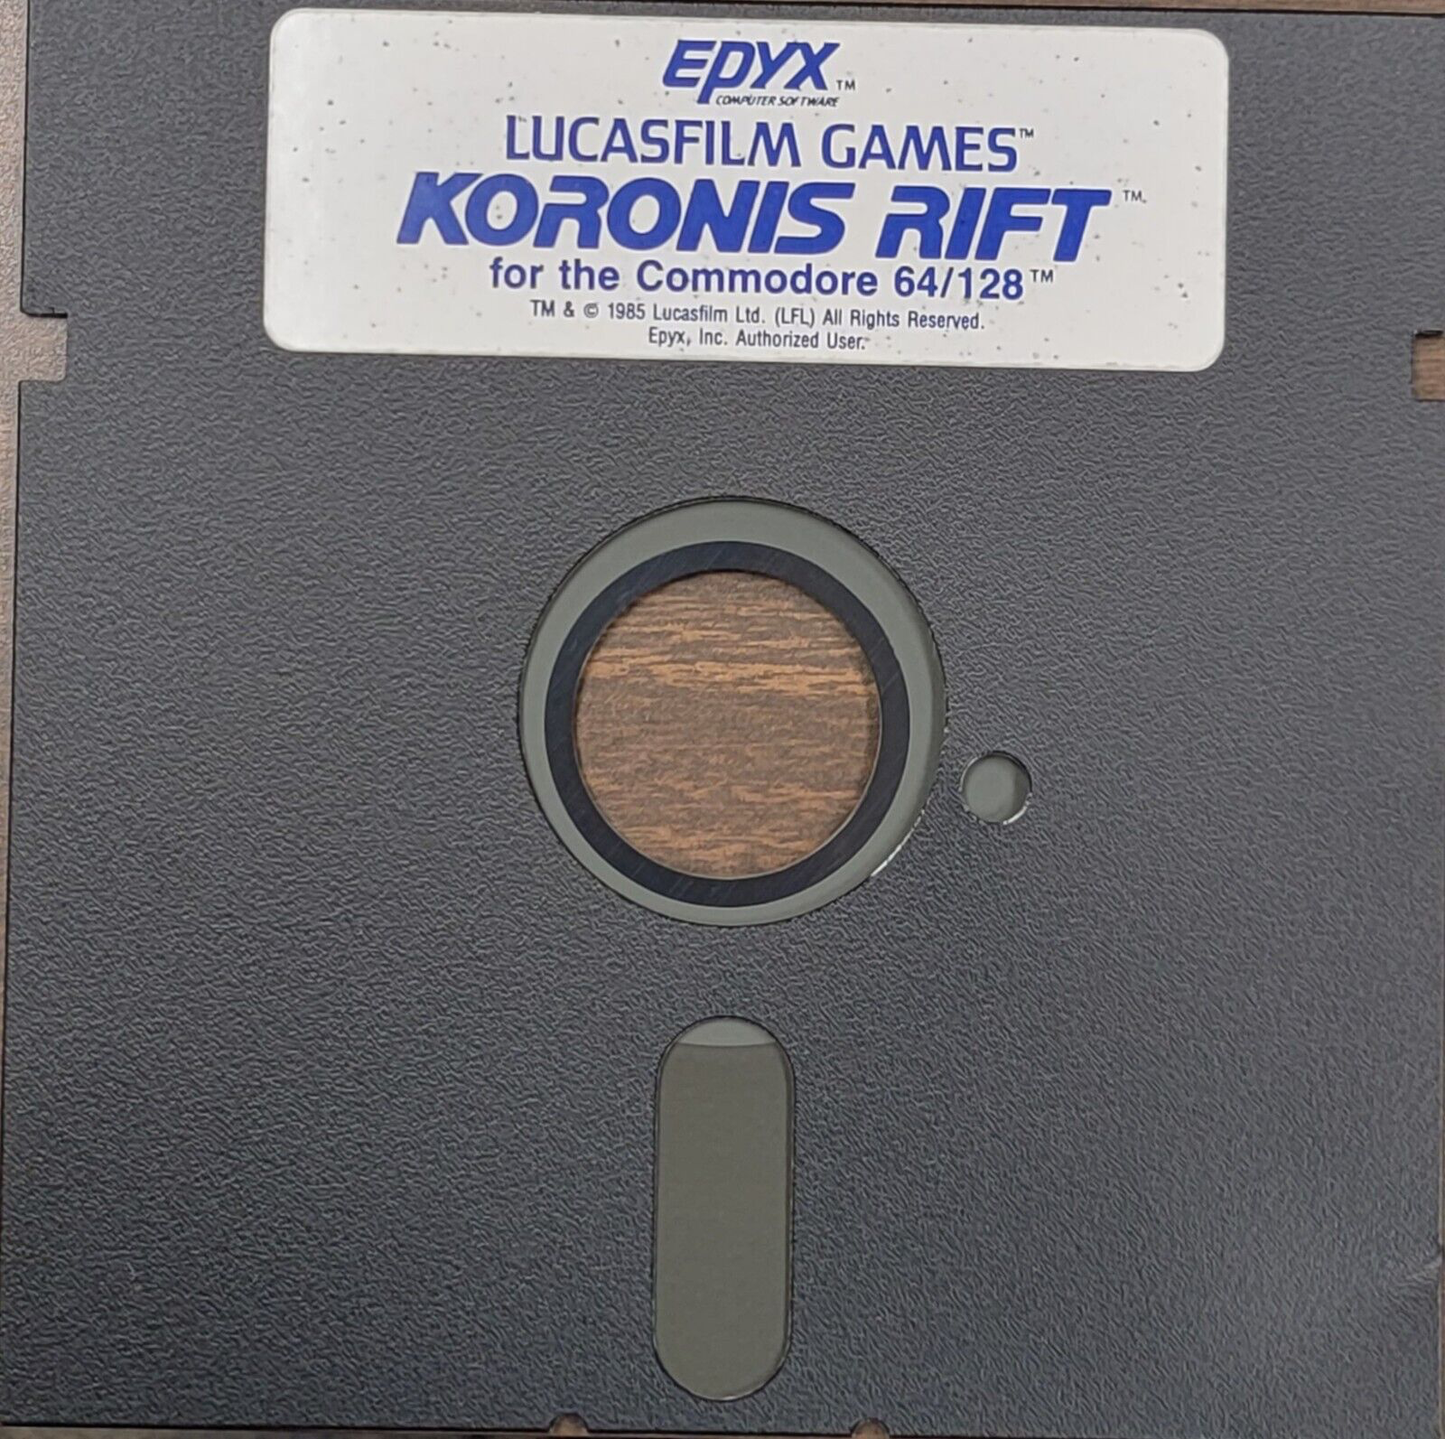 EPYX™
COMPUTER SOFTWARE
LUCASFILM GAMES™
KORONIS RIFT™
for the Commodore 64/128™
TM & © 1985 Lucasfilm Ltd. (LFL) All Rights Reserved.
Epyx, Inc. Authorized User.